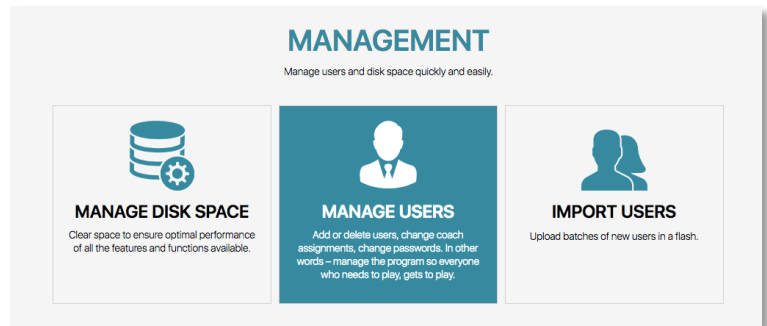 MANAGEMENT
Manage users and disk space quickly and easily.
MANAGE DISK SPACE
Clear space to ensure optimal performance
of all the features and functions available.
MANAGE USERS
Add or delete users, change coach
assignments, change passwords. In other
words – manage the program so everyone
who needs to play, gets to play.
IMPORT USERS
Upload batches of new users in a flash.